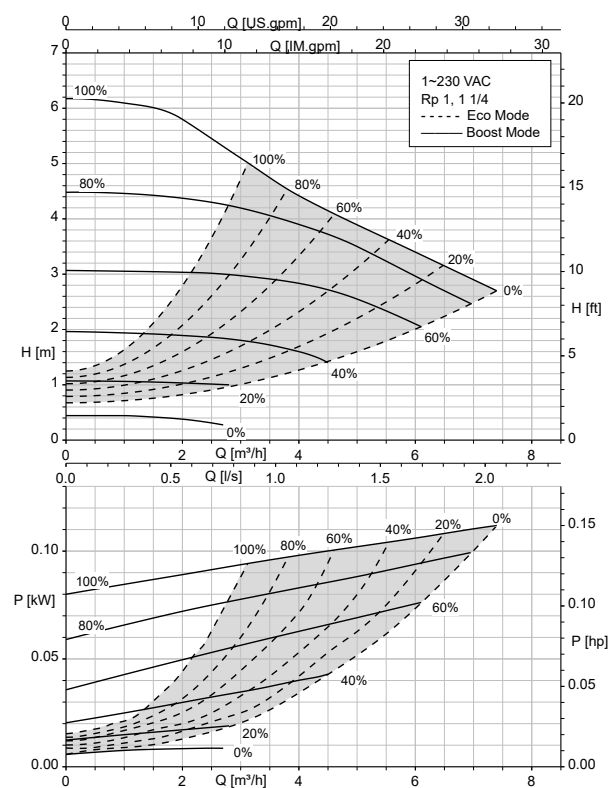 Q [US.gpm]
0 10 20 30
Q [IM.gpm]
0 10 20 30
1~230 VAC
Rp 1, 1 1/4
Eco Mode
Boost Mode
7
6
5
4
3
2
H [m]
1
0
100%
80%
100%
80%
60%
40%
20%
0%
60%
40%
20%
0%
20
15
10
H [ft]
5
0
0 2 4 6 8
Q [m³/h]
0.0 0.5 1.0 1.5 2.0
Q [l/s]
0.10
P [kW]
0.05
0.00
100%
80%
100%
80%
60%
40%
20%
0%
60%
40%
20%
0%
0.15
0.10
P [hp]
0.05
0.00
0 2 4 6 8
Q [m³/h]